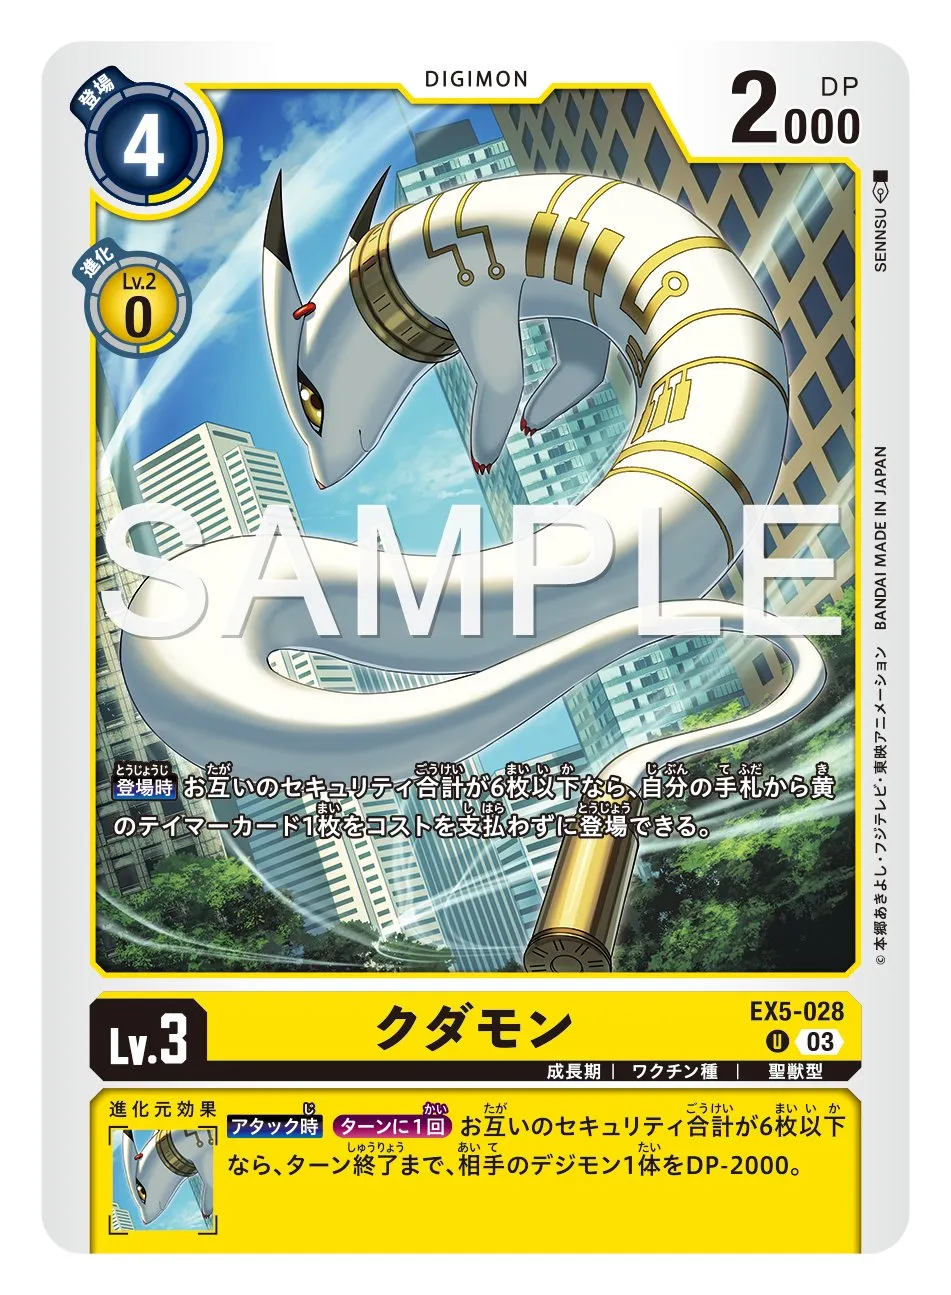 DIGIMON
登場
4
DP
2000
進化
Lv.2
0
SENNSU
BANDAI MADE IN JAPAN
©本郷あきよし・フジテレビ・東映アニメーション
SAMPLE
登場時 お互いのセキュリティ合計が6枚以下なら、自分の手札から黄
のテイマーカード1枚をコストを支払わずに登場できる。
Lv.3
クダモン
EX5-028
U 03
成長期 | ワクチン種 | 聖獣型
進化元効果
アタック時 ターンに1回 お互いのセキュリティ合計が6枚以下
なら、ターン終了まで、相手のデジモン1体をDP-2000。